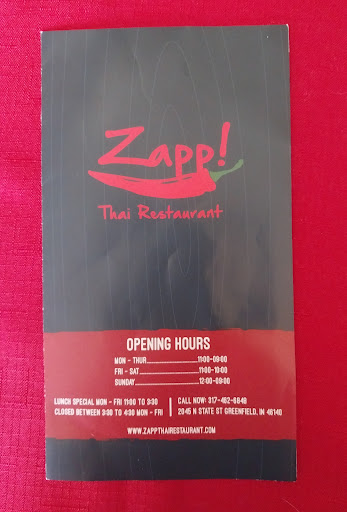 Zapp!
Thai Restaurant
OPENING HOURS
MON - THUR 11:00-09:00
FRI - SAT 11:00-10:00
SUNDAY 12:00-09:00
LUNCH SPECIAL MON - FRI 11:00 TO 3:30
CLOSED BETWEEN 3:30 TO 4:30 MON - FRI
CALL NOW: 317-462-6848
2045 N STATE ST GREENFIELD, IN 46140
WWW.ZAPPTHAIRESTAURANT.COM